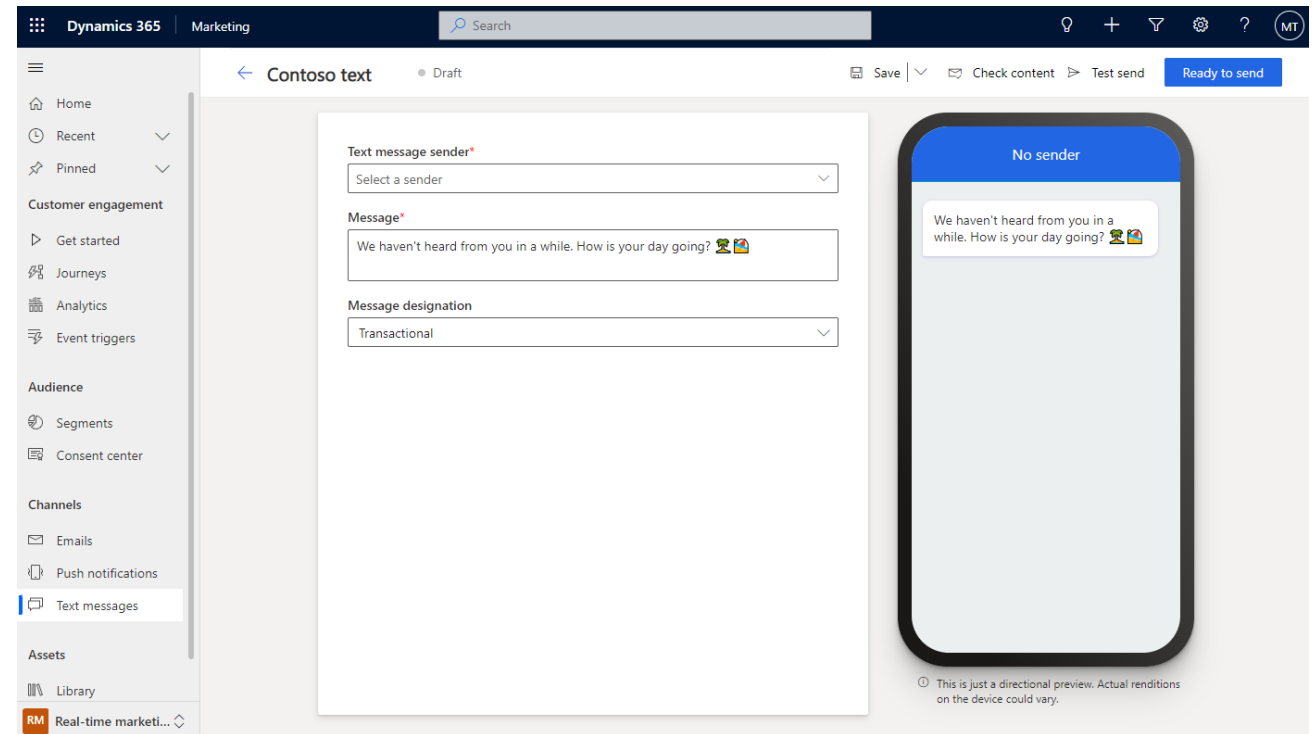 Dynamics 365
Marketing
Search
?
MT
Contoso text
Draft
Save
Check content
Test send
Ready to send
Home
Recent
Pinned
Customer engagement
Get started
Journeys
Analytics
Event triggers
Audience
Segments
Consent center
Channels
Emails
Push notifications
Text messages
Assets
Library
RM Real-time marketi...
Text message sender*
Select a sender
Message*
We haven't heard from you in a while. How is your day going? 🏝️🏖️
Message designation
Transactional
No sender
We haven't heard from you in a
while. How is your day going? 🏝️🏖️
This is just a directional preview. Actual renditions
on the device could vary.